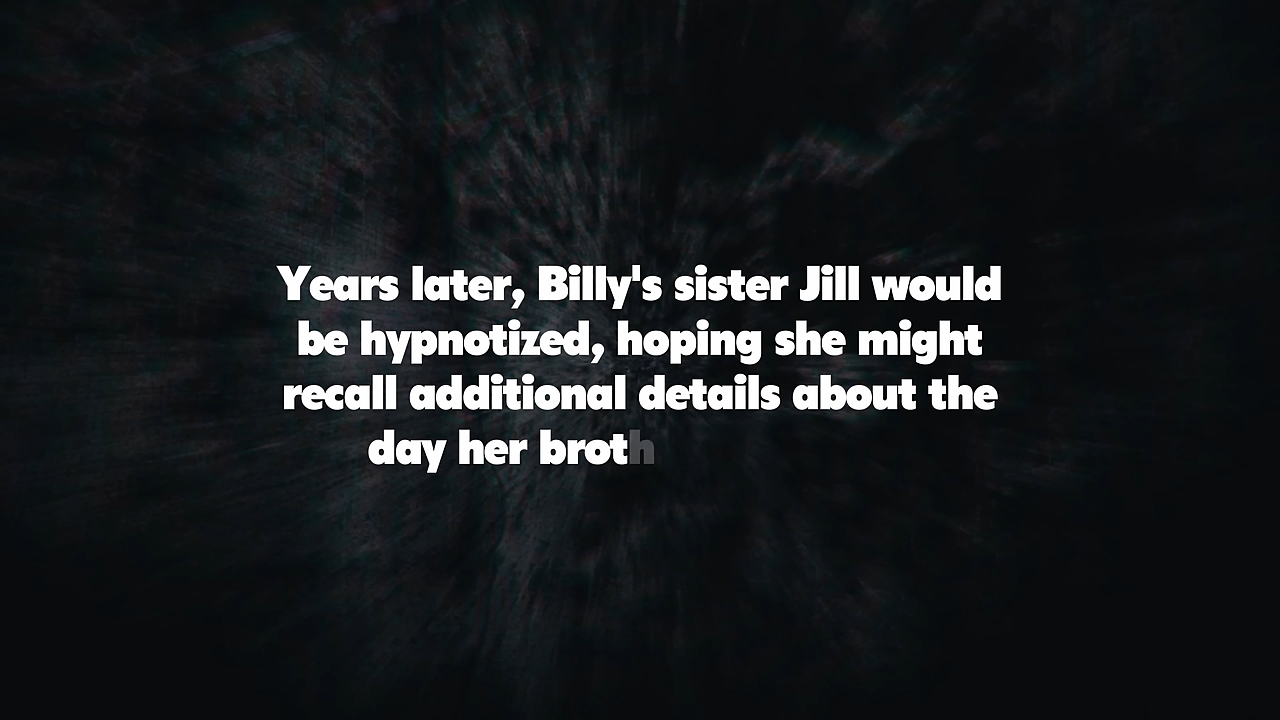 Years later, Billy's sister Jill would
be hypnotized, hoping she might
recall additional details about the
day her broth